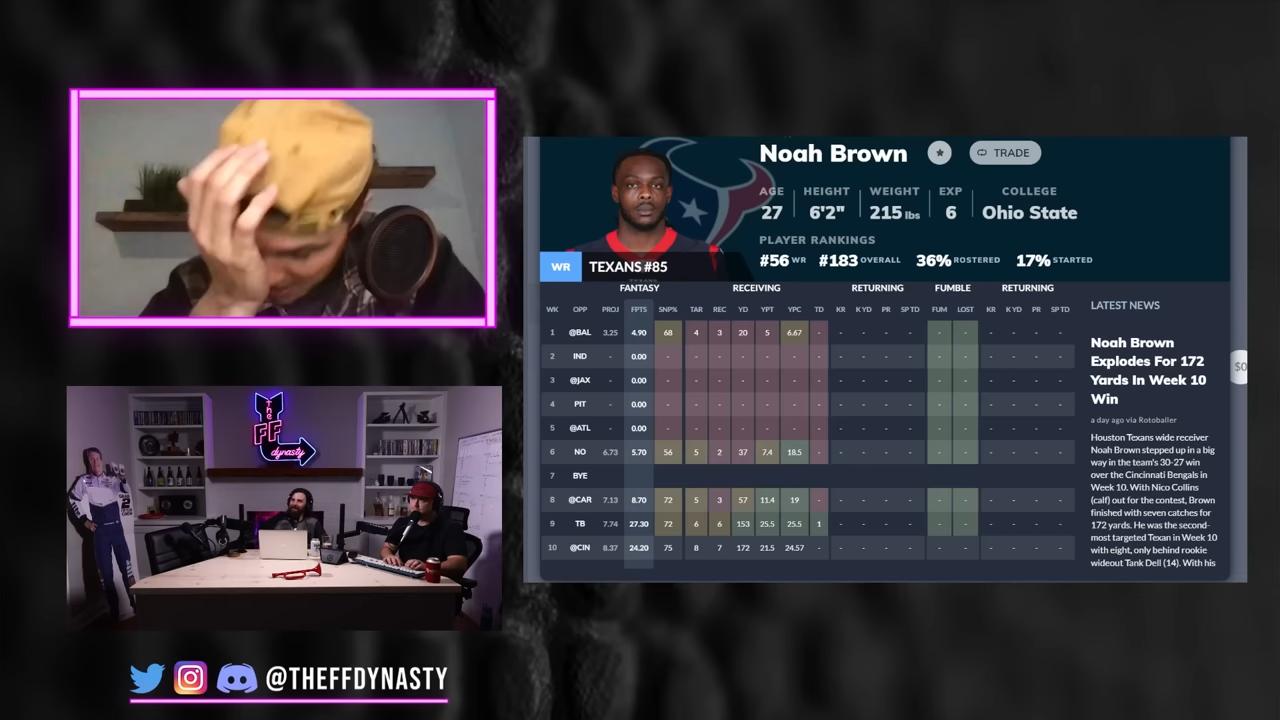 Noah Brown
TRADE
AGE HEIGHT WEIGHT EXP COLLEGE
27 6'2" 215 lbs 6 Ohio State
PLAYER RANKINGS
#56 WR #183 OVERALL 36% ROSTERED 17% STARTED
WR TEXANS #85
FANTASY RECEIVING RETURNING FUMBLE RETURNING
WK OPP PROJ FPTS SNP% TAR REC YD YPT YPC TD KR K YD PR SP TD FUM LOST KR K YD PR SP TD
1 @BAL 3.25 4.90 68 4 3 20 5 6.67 - - - - - - - - - - -
2 IND - 0.00 - - - - - - - - - - - - - - - - -
3 @JAX - 0.00 - - - - - - - - - - - - - - - - -
4 PIT - 0.00 - - - - - - - - - - - - - - - - -
5 @ATL - 0.00 - - - - - - - - - - - - - - - - -
6 NO 6.73 5.70 56 5 2 37 7.4 18.5 - - - - - - - - - - -
7 BYE
8 @CAR 7.13 8.70 72 5 3 57 11.4 19 - - - - - - - - - - -
9 TB 7.74 27.30 72 6 6 153 25.5 25.5 1 - - - - - - - - - -
10 @CIN 8.37 24.20 75 8 7 172 21.5 24.57 - - - - - - - - - - -
LATEST NEWS
Noah Brown
Explodes For 172
Yards In Week 10
Win
a day ago via Rotoballer
Houston Texans wide receiver
Noah Brown stepped up in a big
way in the team's 30-27 win
over the Cincinnati Bengals in
Week 10. With Nico Collins
(calf) out for the contest, Brown
finished with seven catches for
172 yards. He was the second-
most targeted Texan in Week 10
with eight, only behind rookie
wideout Tank Dell (14). With his
$0
the
FF
dynasty
@THEFFDYNASTY